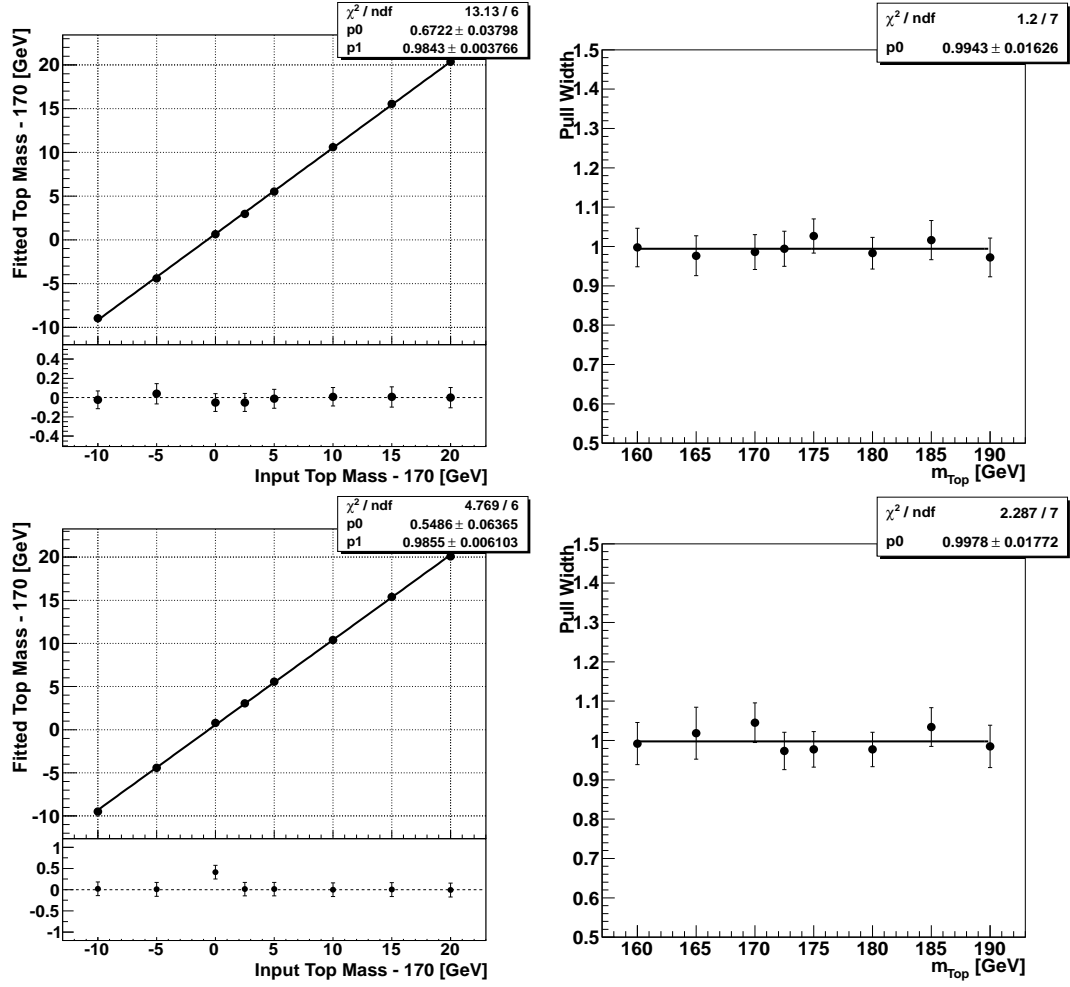 χ² / ndf 13.13 / 6
p0 0.6722 ± 0.03798
p1 0.9843 ± 0.003766
Fitted Top Mass - 170 [GeV]
20
15
10
5
0
-5
-10
0.4
0.2
0
-0.2
-0.4
-10 -5 0 5 10 15 20
Input Top Mass - 170 [GeV]
χ² / ndf 1.2 / 7
p0 0.9943 ± 0.01626
Pull Width
1.5
1.4
1.3
1.2
1.1
1
0.9
0.8
0.7
0.6
0.5
160 165 170 175 180 185 190
m_Top [GeV]
χ² / ndf 4.769 / 6
p0 0.5486 ± 0.06365
p1 0.9855 ± 0.006103
Fitted Top Mass - 170 [GeV]
20
15
10
5
0
-5
-10
1
0.5
0
-0.5
-1
-10 -5 0 5 10 15 20
Input Top Mass - 170 [GeV]
χ² / ndf 2.287 / 7
p0 0.9978 ± 0.01772
Pull Width
1.5
1.4
1.3
1.2
1.1
1
0.9
0.8
0.7
0.6
0.5
160 165 170 175 180 185 190
m_Top [GeV]